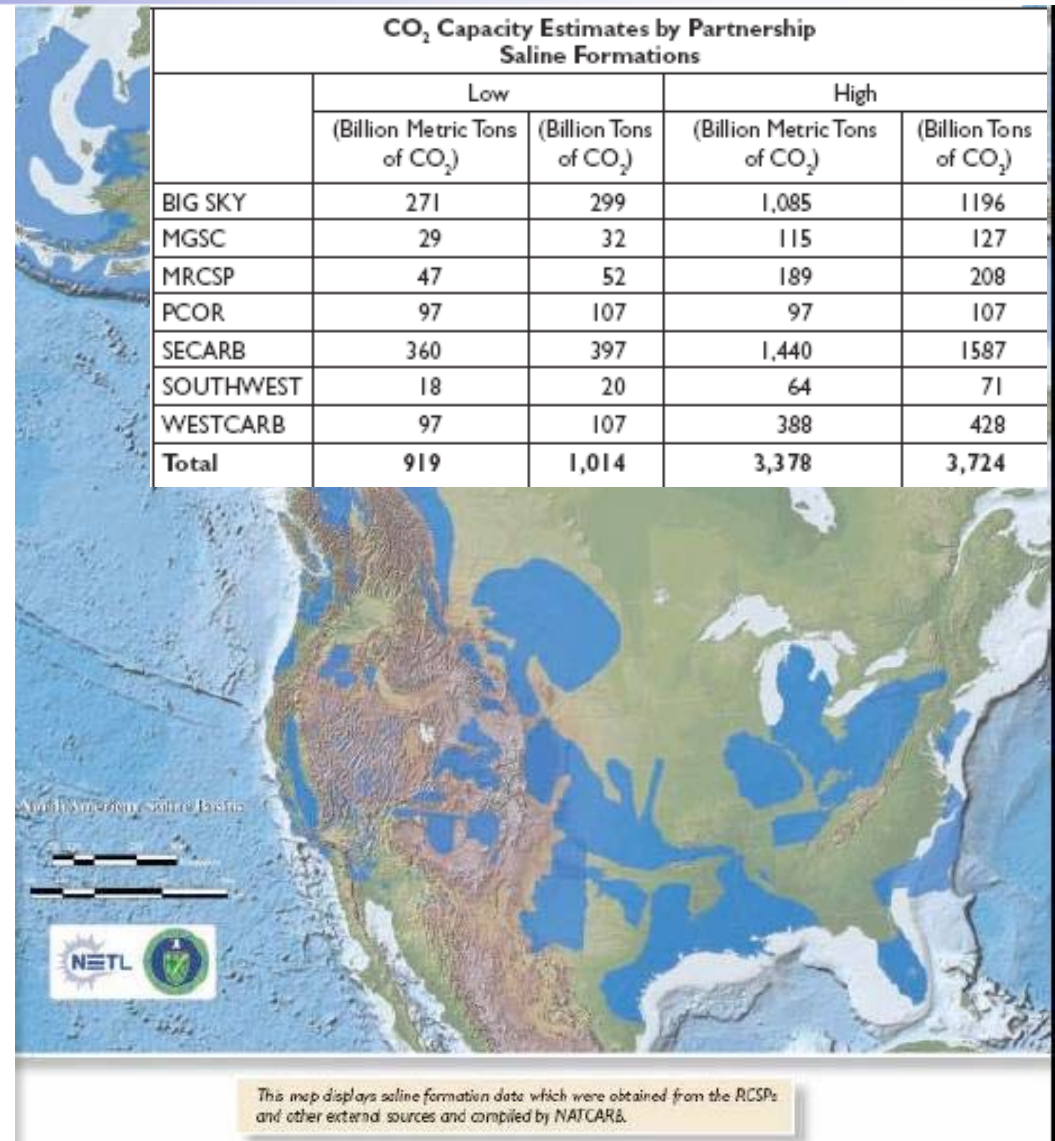 CO₂ Capacity Estimates by Partnership
Saline Formations
Low High
(Billion Metric Tons of CO₂) (Billion Tons of CO₂) (Billion Metric Tons of CO₂) (Billion Tons of CO₂)
BIG SKY 271 299 1,085 1196
MGSC 29 32 115 127
MRCSP 47 52 189 208
PCOR 97 107 97 107
SECARB 360 397 1,440 1587
SOUTHWEST 18 20 64 71
WESTCARB 97 107 388 428
Total 919 1,014 3,378 3,724
North American Saline Basins
NETL
This map displays saline formation data which were obtained from the RCSPs
and other external sources and compiled by NATCARB.